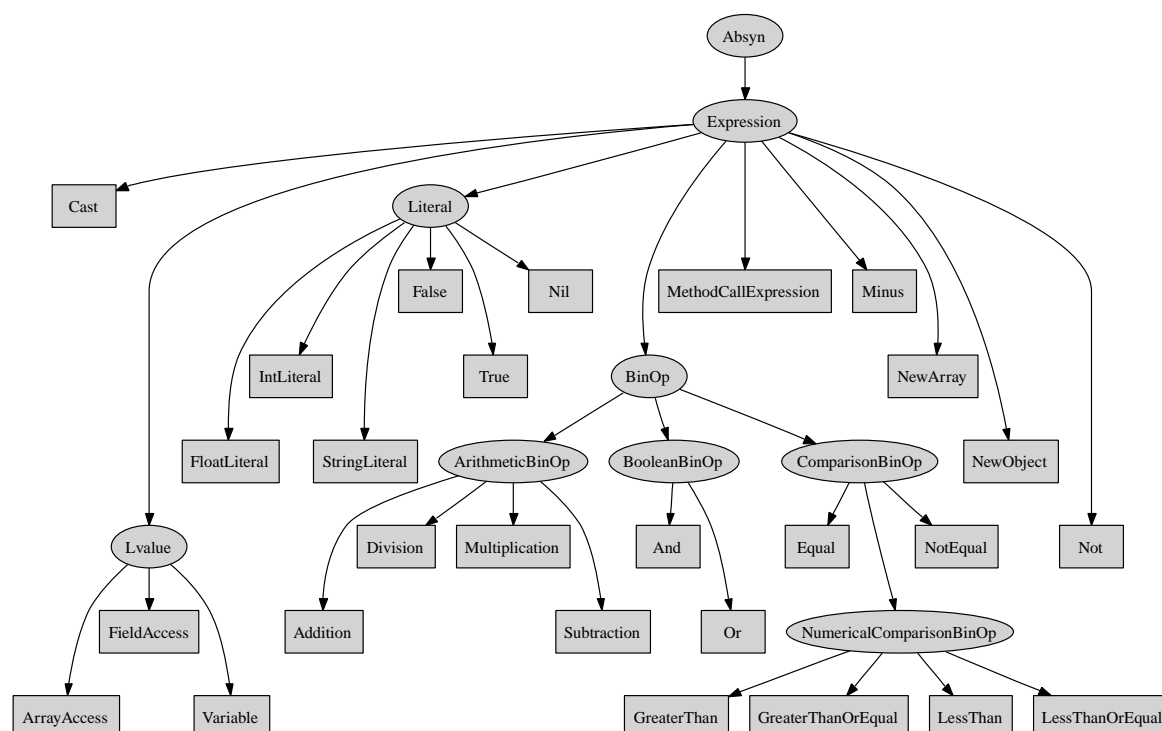 Absyn
Expression
Cast
Literal
False
Nil
MethodCallExpression
Minus
IntLiteral
True
BinOp
NewArray
FloatLiteral
StringLiteral
ArithmeticBinOp
BooleanBinOp
ComparisonBinOp
NewObject
Lvalue
Division
Multiplication
And
Equal
NotEqual
Not
FieldAccess
Addition
Subtraction
Or
NumericalComparisonBinOp
ArrayAccess
Variable
GreaterThan
GreaterThanOrEqual
LessThan
LessThanOrEqual